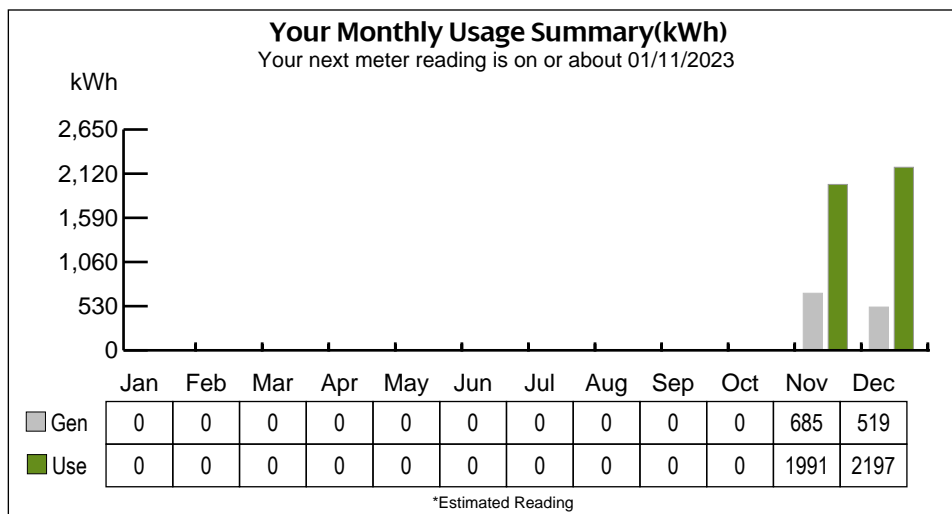 Your Monthly Usage Summary(kWh)
Your next meter reading is on or about 01/11/2023
kWh
2,650
2,120
1,590
1,060
530
0
Jan Feb Mar Apr May Jun Jul Aug Sep Oct Nov Dec
Gen 0 0 0 0 0 0 0 0 0 0 685 519
Use 0 0 0 0 0 0 0 0 0 0 1991 2197
*Estimated Reading